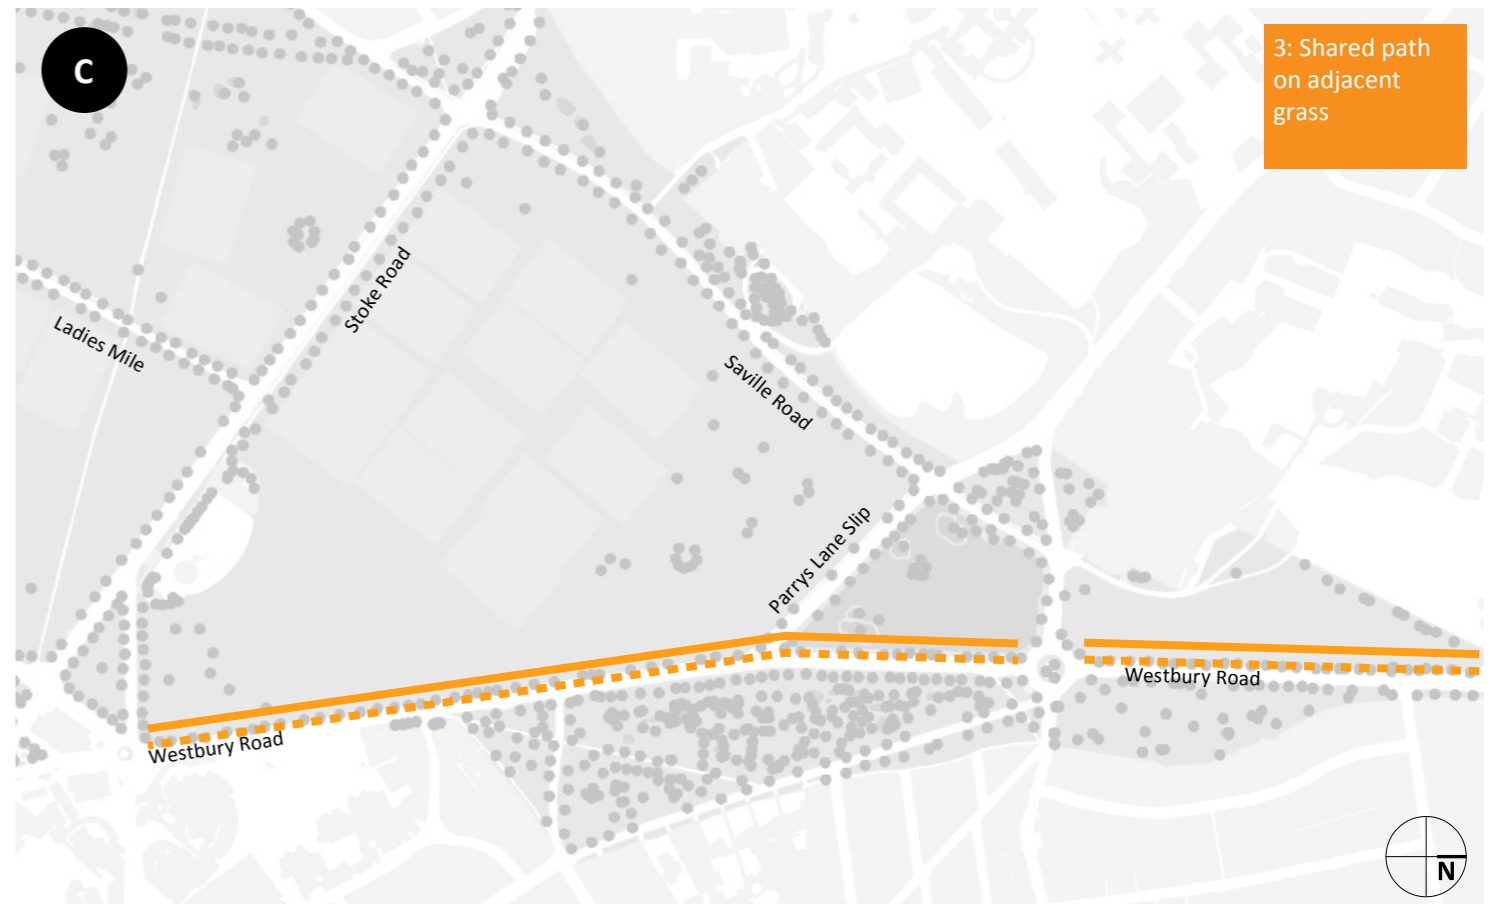 C
3: Shared path
on adjacent
grass
Stoke Road
Ladies Mile
Saville Road
Parrys Lane Slip
Westbury Road
Westbury Road
N